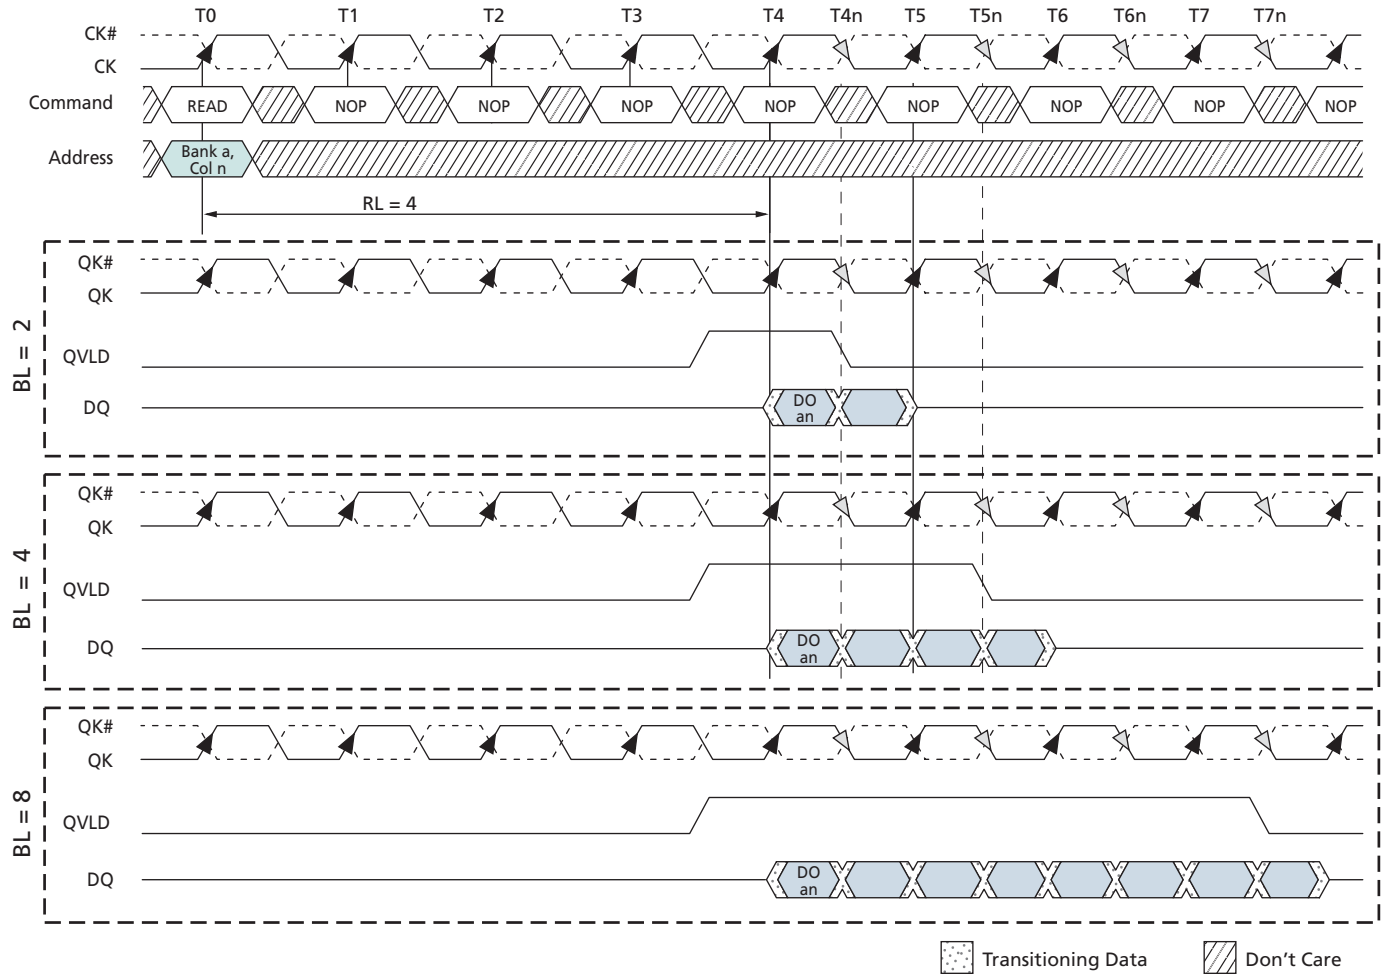 T0 T1 T2 T3 T4 T4n T5 T5n T6 T6n T7 T7n
CK#
CK
Command READ NOP NOP NOP NOP NOP NOP NOP NOP
Address Bank a,
Col n
RL = 4
BL = 2
QK#
QK
QVLD
DQ DO
an
BL = 4
QK#
QK
QVLD
DQ DO
an
BL = 8
QK#
QK
QVLD
DQ DO
an
Transitioning Data Don't Care